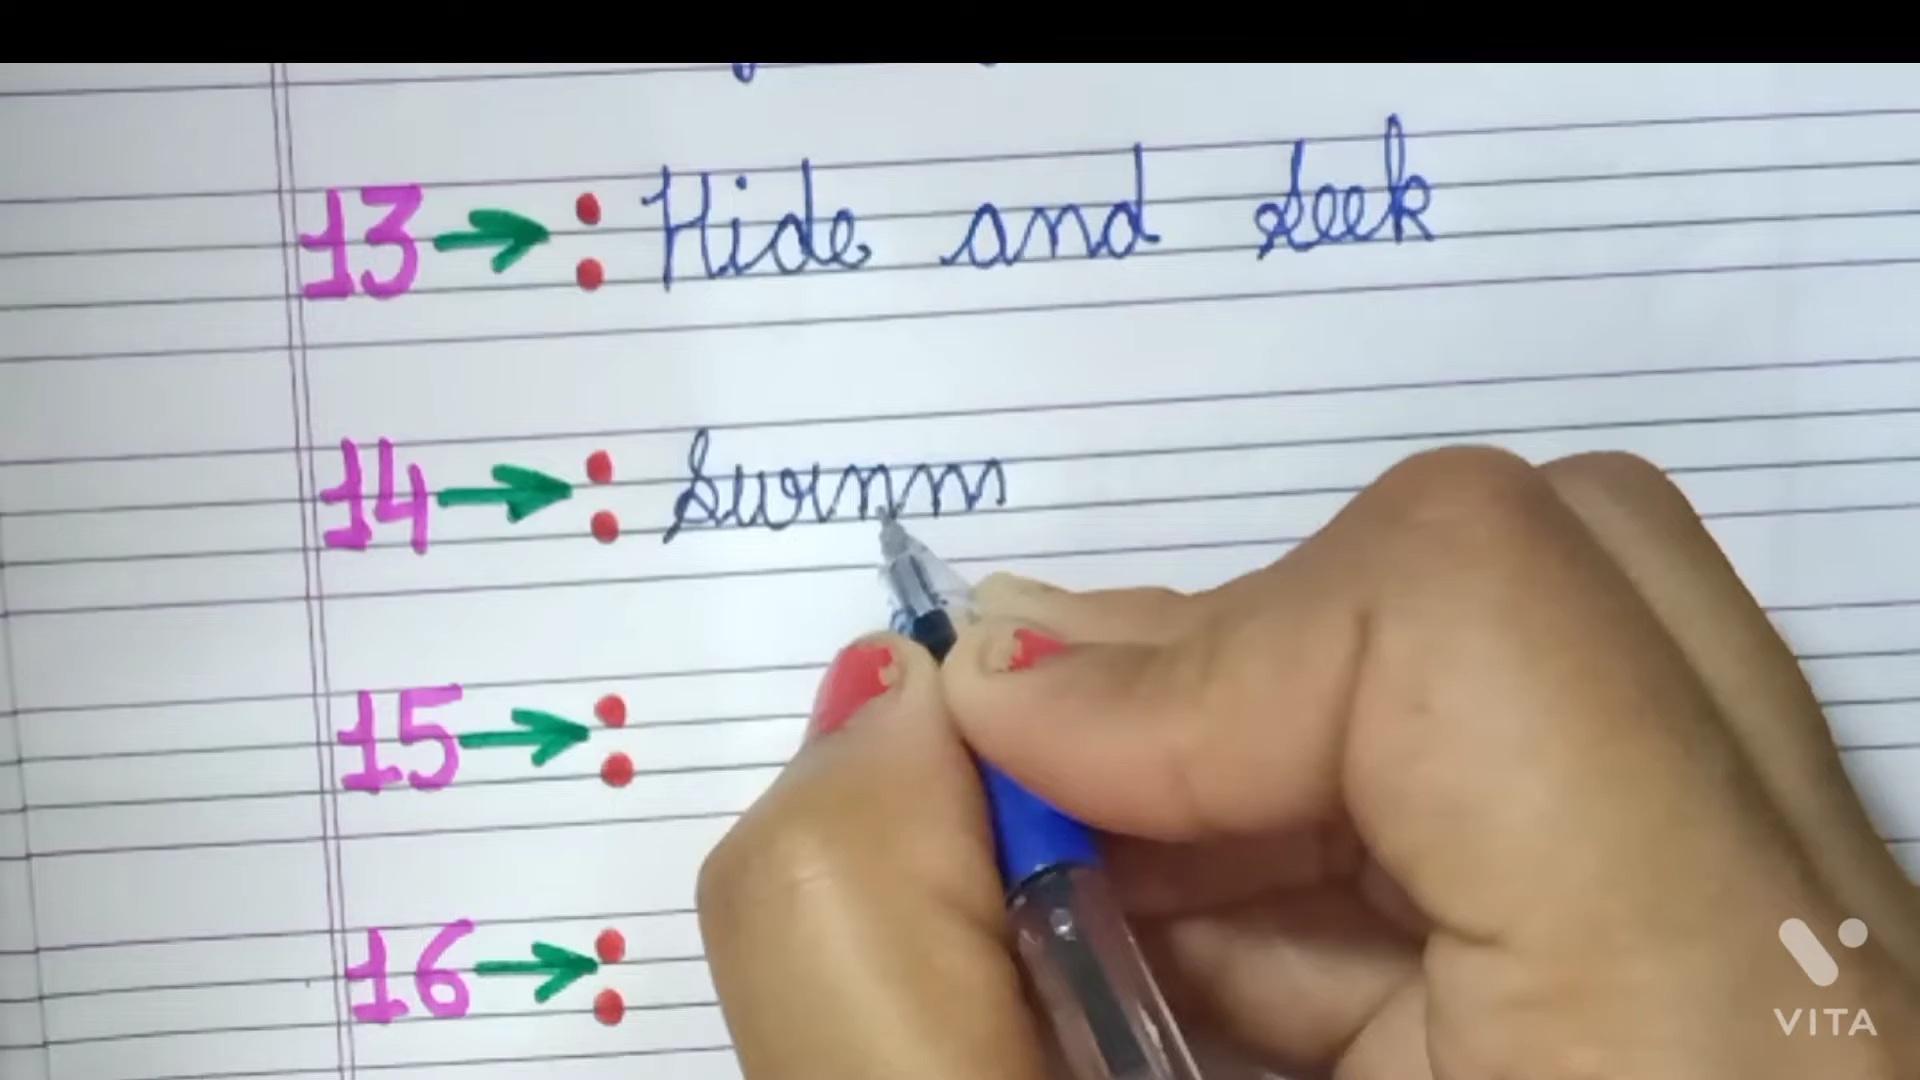 13 → : Hide and Seek
14 → : Swimm
15 → :
16 → :
VITA